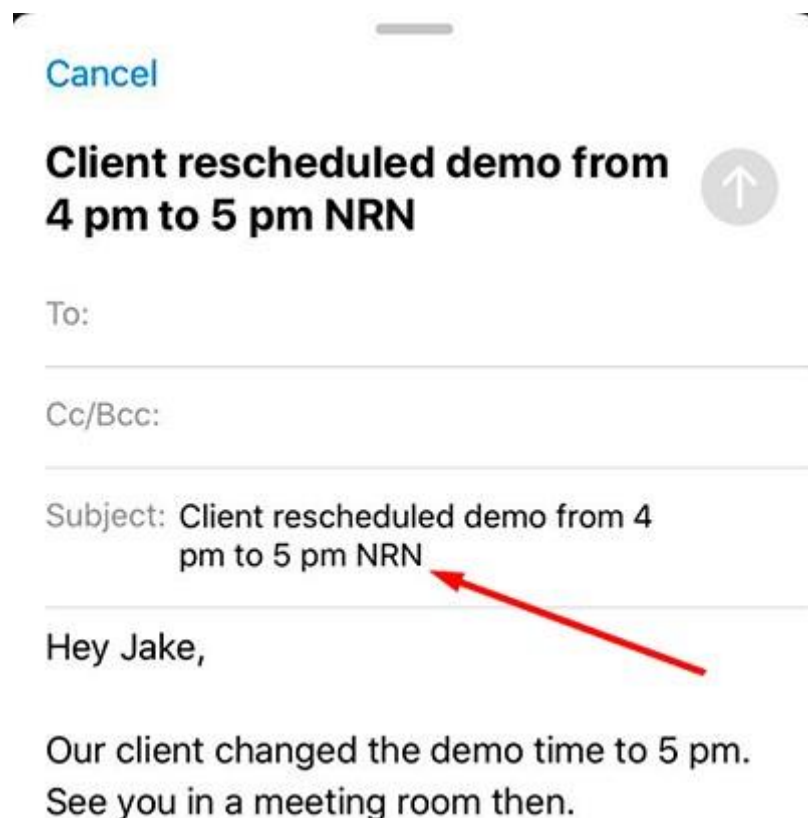 Cancel
Client rescheduled demo from
4 pm to 5 pm NRN
To:
Cc/Bcc:
Subject: Client rescheduled demo from 4
pm to 5 pm NRN
Hey Jake,
Our client changed the demo time to 5 pm.
See you in a meeting room then.